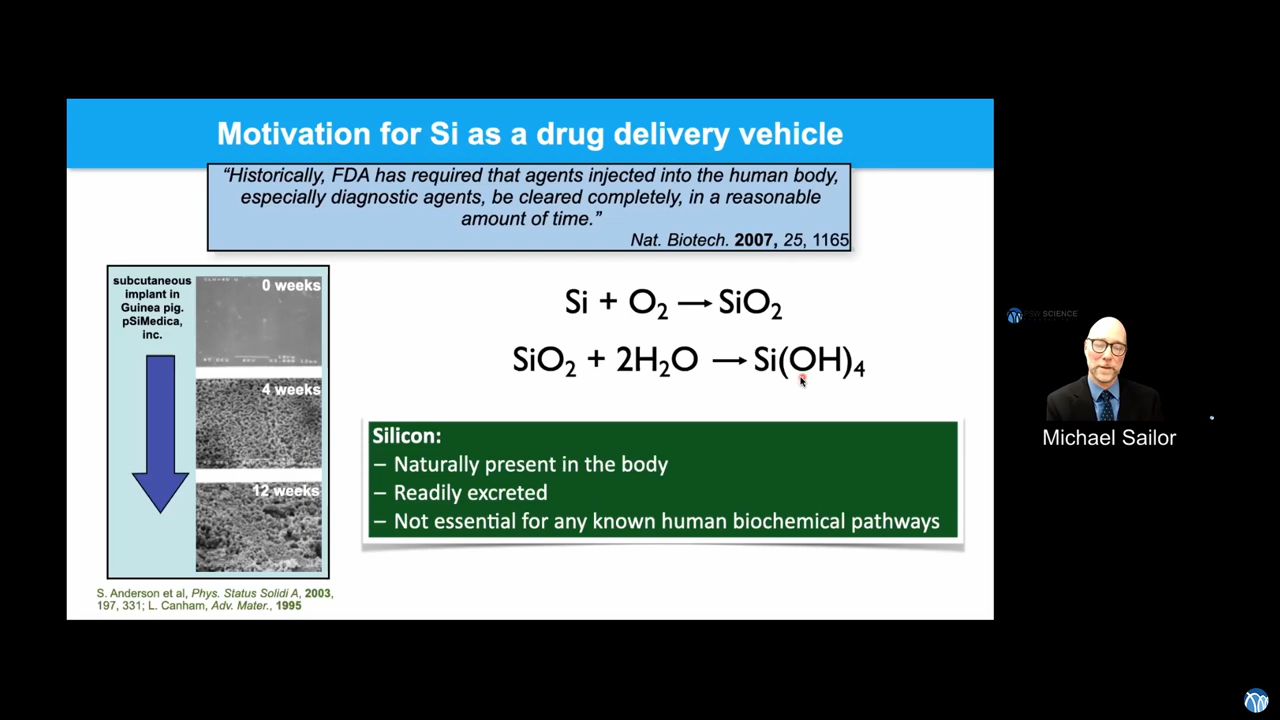 Motivation for Si as a drug delivery vehicle
“Historically, FDA has required that agents injected into the human body,
especially diagnostic agents, be cleared completely, in a reasonable
amount of time.”
Nat. Biotech. 2007, 25, 1165
subcutaneous
implant in
Guinea pig.
pSiMedica,
inc.
0 weeks
4 weeks
12 weeks
S. Anderson et al, Phys. Status Solidi A, 2003,
197, 331; L. Canham, Adv. Mater., 1995
Si + O₂ → SiO₂
SiO₂ + 2H₂O → Si(OH)₄
Silicon:
– Naturally present in the body
– Readily excreted
– Not essential for any known human biochemical pathways
PSW SCIENCE
Michael Sailor